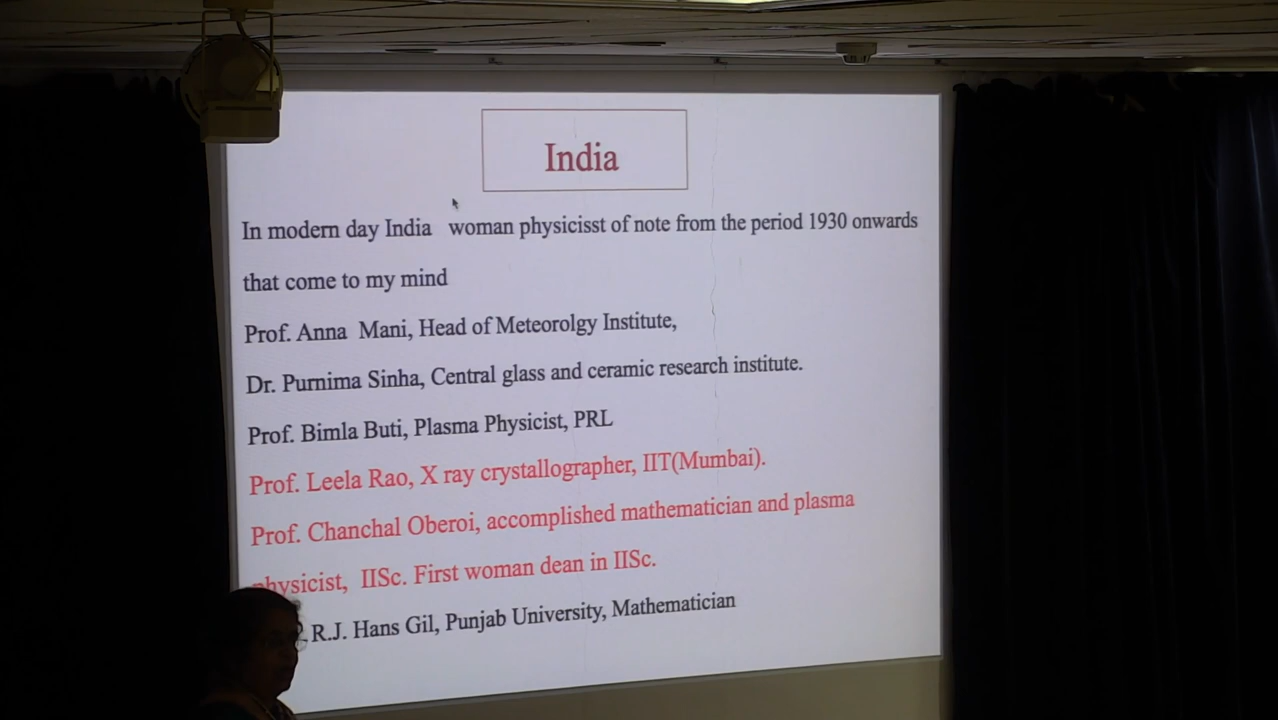 India
In modern day India woman physicisst of note from the period 1930 onwards
that come to my mind
Prof. Anna Mani, Head of Meteorolgy Institute,
Dr. Purnima Sinha, Central glass and ceramic research institute.
Prof. Bimla Buti, Plasma Physicist, PRL
Prof. Leela Rao, X ray crystallographer, IIT(Mumbai).
Prof. Chanchal Oberoi, accomplished mathematician and plasma
physicist, IISc. First woman dean in IISc.
R.J. Hans Gil, Punjab University, Mathematician